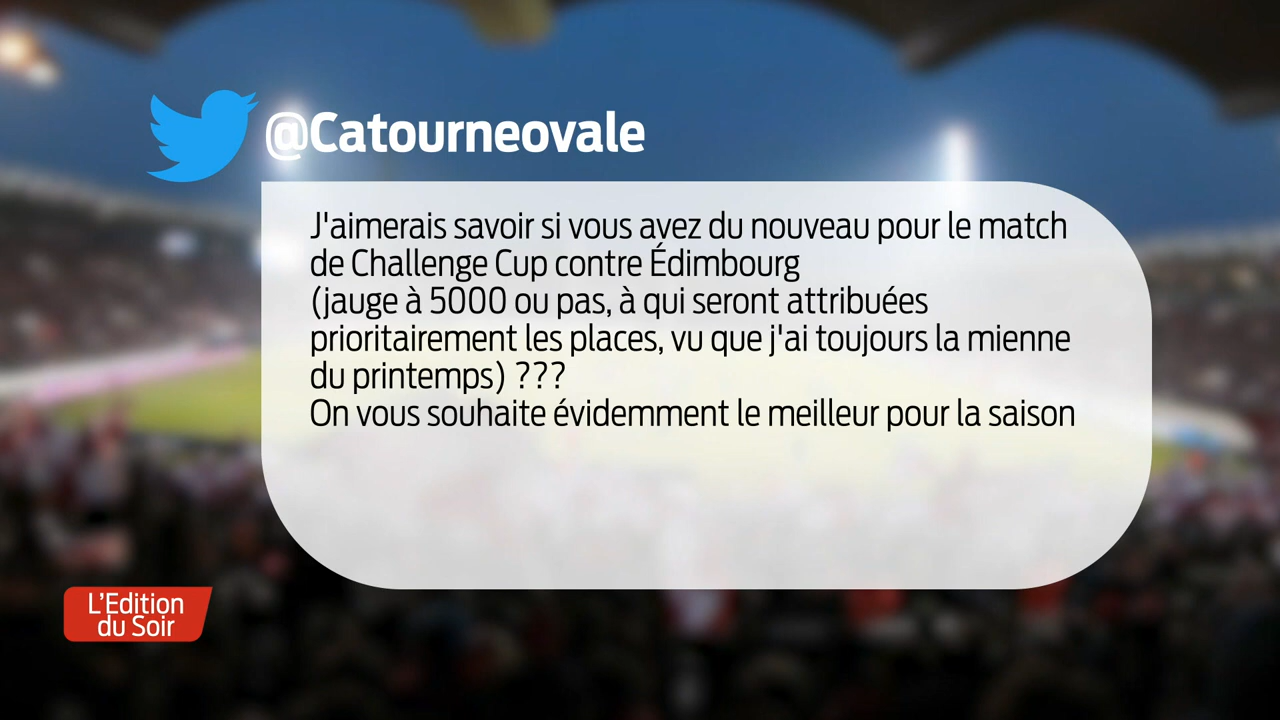 @Catourneovale
J'aimerais savoir si vous avez du nouveau pour le match
de Challenge Cup contre Édimbourg
(jauge à 5000 ou pas, à qui seront attribuées
prioritairement les places, vu que j'ai toujours la mienne
du printemps) ???
On vous souhaite évidemment le meilleur pour la saison
L'Edition
du Soir